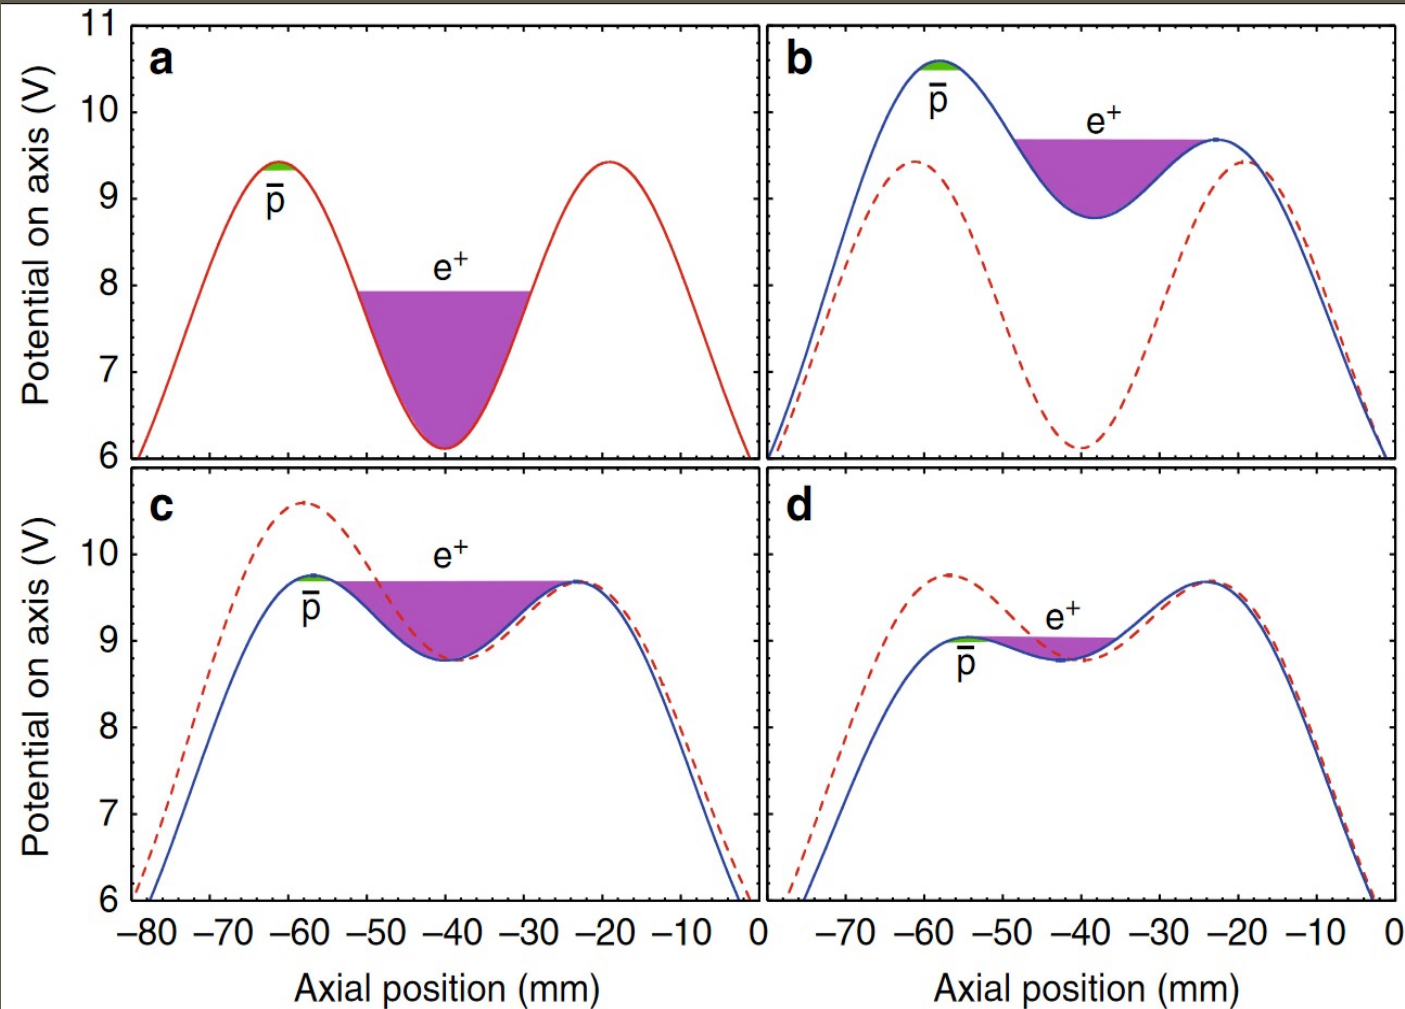 Potential on axis (V)
11
10
9
8
7
6
a
p̄
e⁺
b
p̄
e⁺
Potential on axis (V)
10
9
8
7
6
c
p̄
e⁺
d
p̄
e⁺
−80 −70 −60 −50 −40 −30 −20 −10 0
−70 −60 −50 −40 −30 −20 −10 0
Axial position (mm)
Axial position (mm)